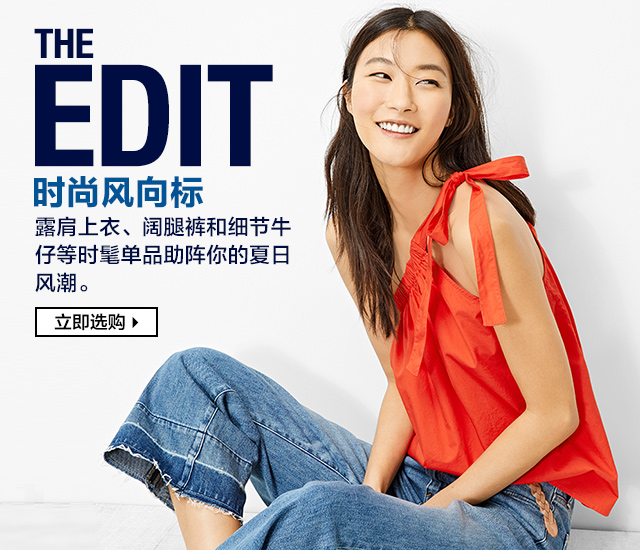 THE
EDIT
时尚风向标
露肩上衣、阔腿裤和细节牛
仔等时髦单品助阵你的夏日
风潮。
立即选购